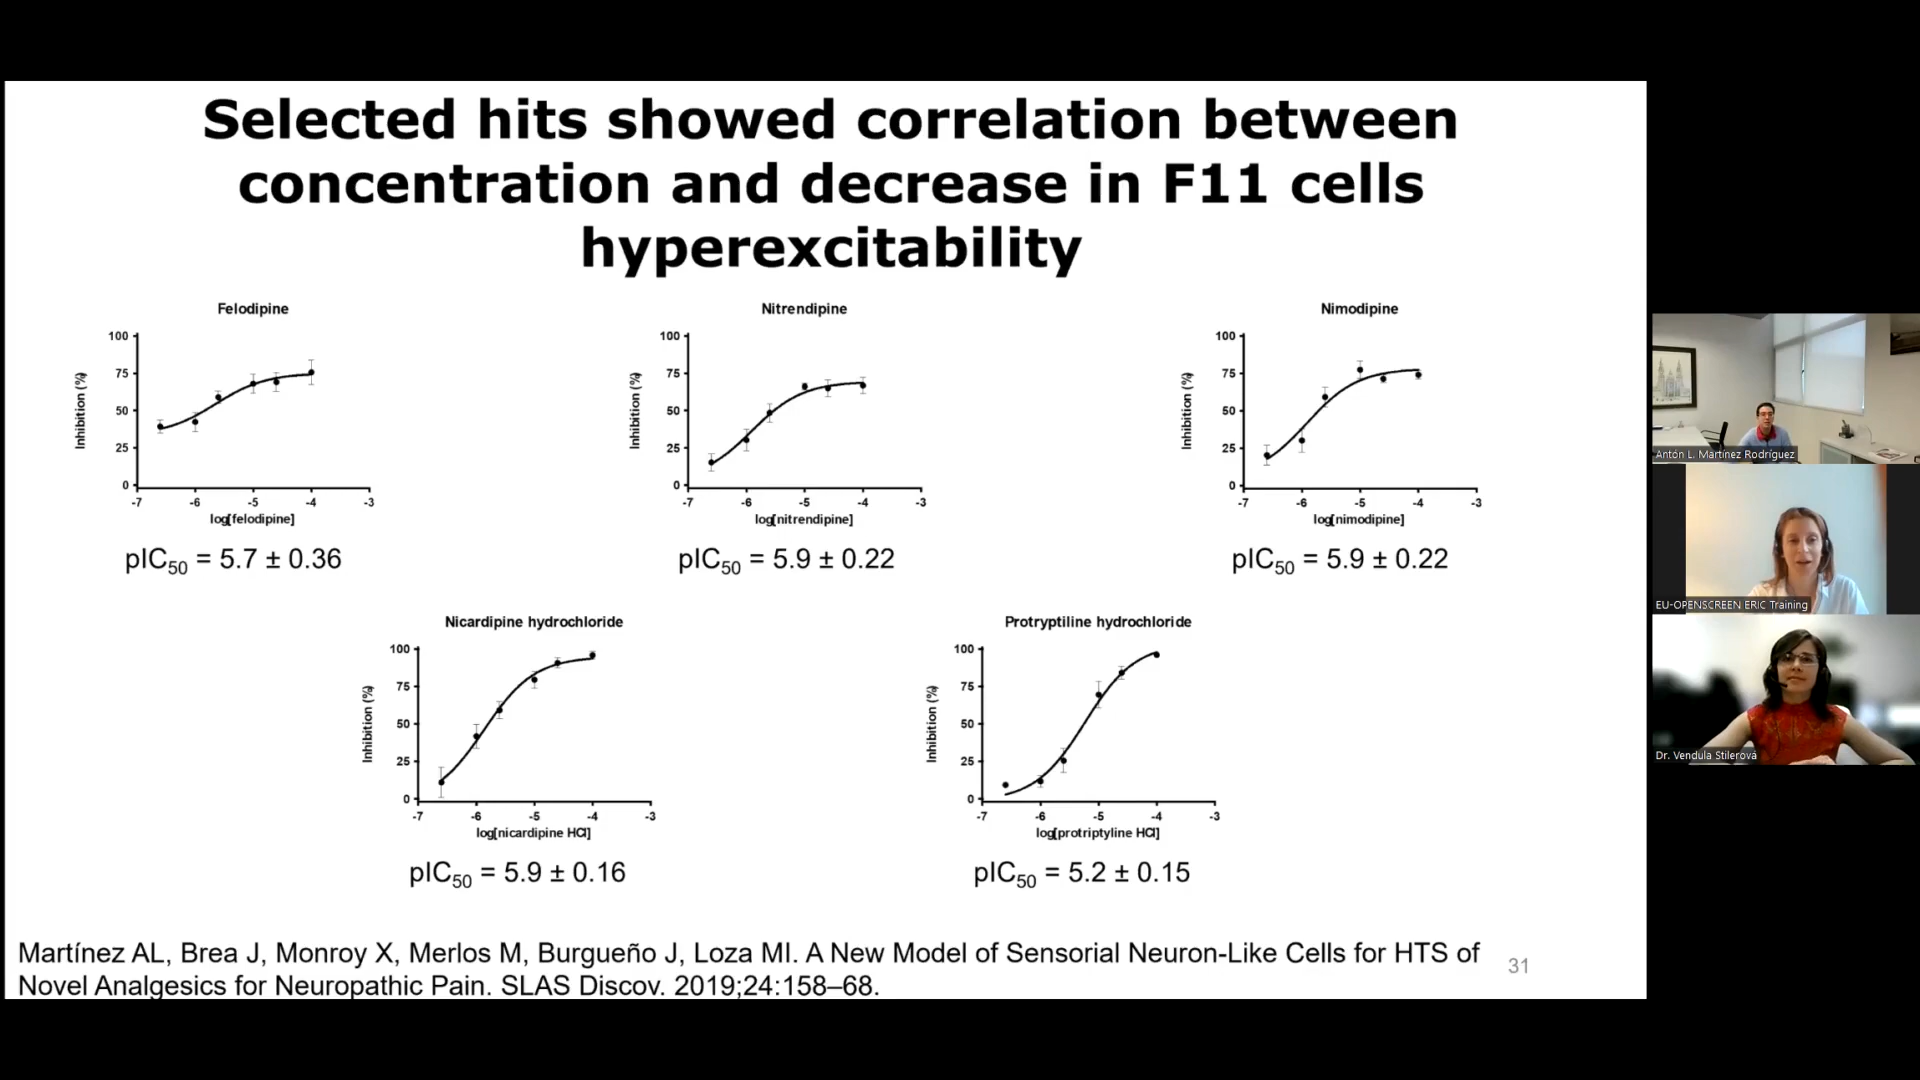 Selected hits showed correlation between
concentration and decrease in F11 cells
hyperexcitability
Felodipine
100
75
50
25
0
Inhibition (%)
-7 -6 -5 -4 -3
log[felodipine]
pIC50 = 5.7 ± 0.36
Nitrendipine
100
75
50
25
0
Inhibition (%)
-7 -6 -5 -4 -3
log[nitrendipine]
pIC50 = 5.9 ± 0.22
Nimodipine
100
75
50
25
0
Inhibition (%)
-7 -6 -5 -4 -3
log[nimodipine]
pIC50 = 5.9 ± 0.22
Nicardipine hydrochloride
100
75
50
25
0
Inhibition (%)
-7 -6 -5 -4 -3
log[nicardipine HCl]
pIC50 = 5.9 ± 0.16
Protryptiline hydrochloride
100
75
50
25
0
Inhibition (%)
-7 -6 -5 -4 -3
log[protriptyline HCl]
pIC50 = 5.2 ± 0.15
Martínez AL, Brea J, Monroy X, Merlos M, Burgueño J, Loza MI. A New Model of Sensorial Neuron-Like Cells for HTS of
Novel Analgesics for Neuropathic Pain. SLAS Discov. 2019;24:158–68.
31
Antón L. Martínez Rodríguez
EU-OPENSCREEN ERIC Training
Dr. Vendula Stilerová